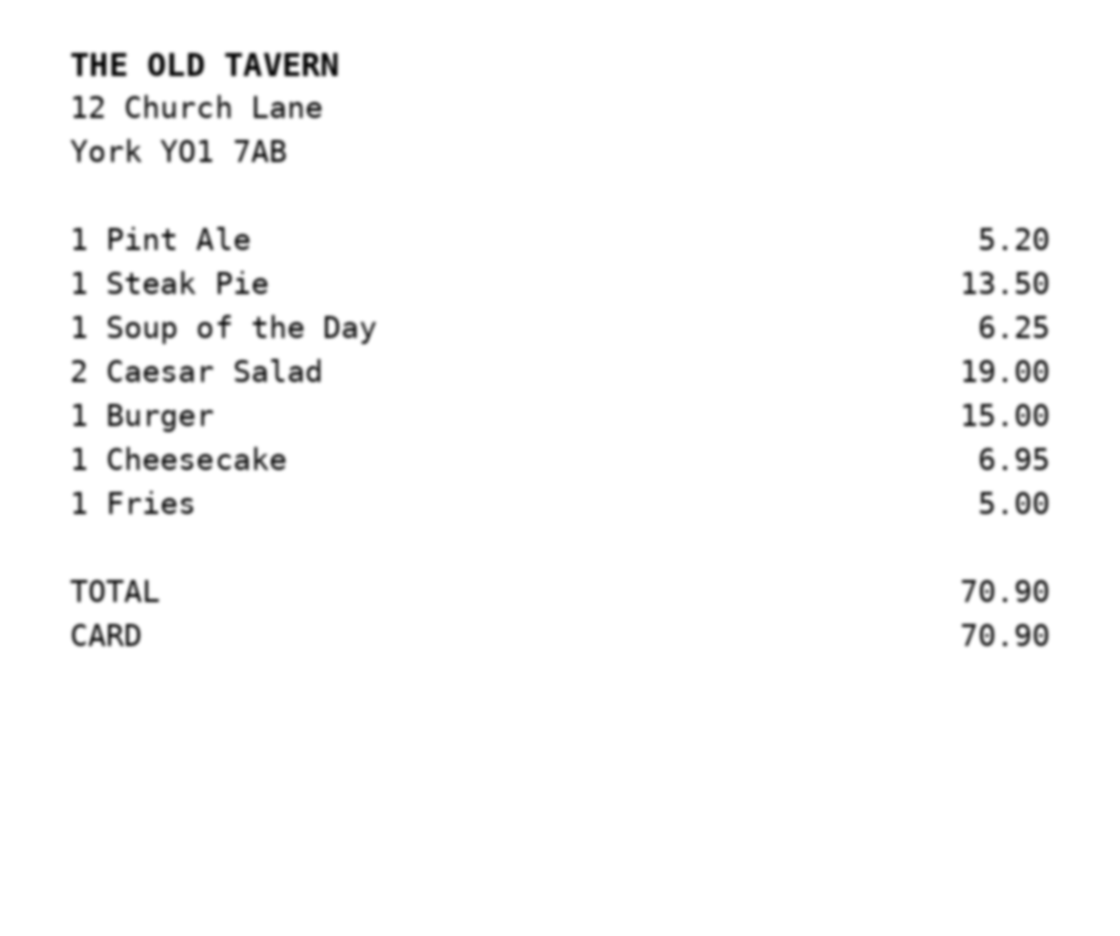 THE OLD TAVERN
12 Church Lane
York YO1 7AB
1 Pint Ale 5.20
1 Steak Pie 13.50
1 Soup of the Day 6.25
2 Caesar Salad 19.00
1 Burger 15.00
1 Cheesecake 6.95
1 Fries 5.00
TOTAL 70.90
CARD 70.90